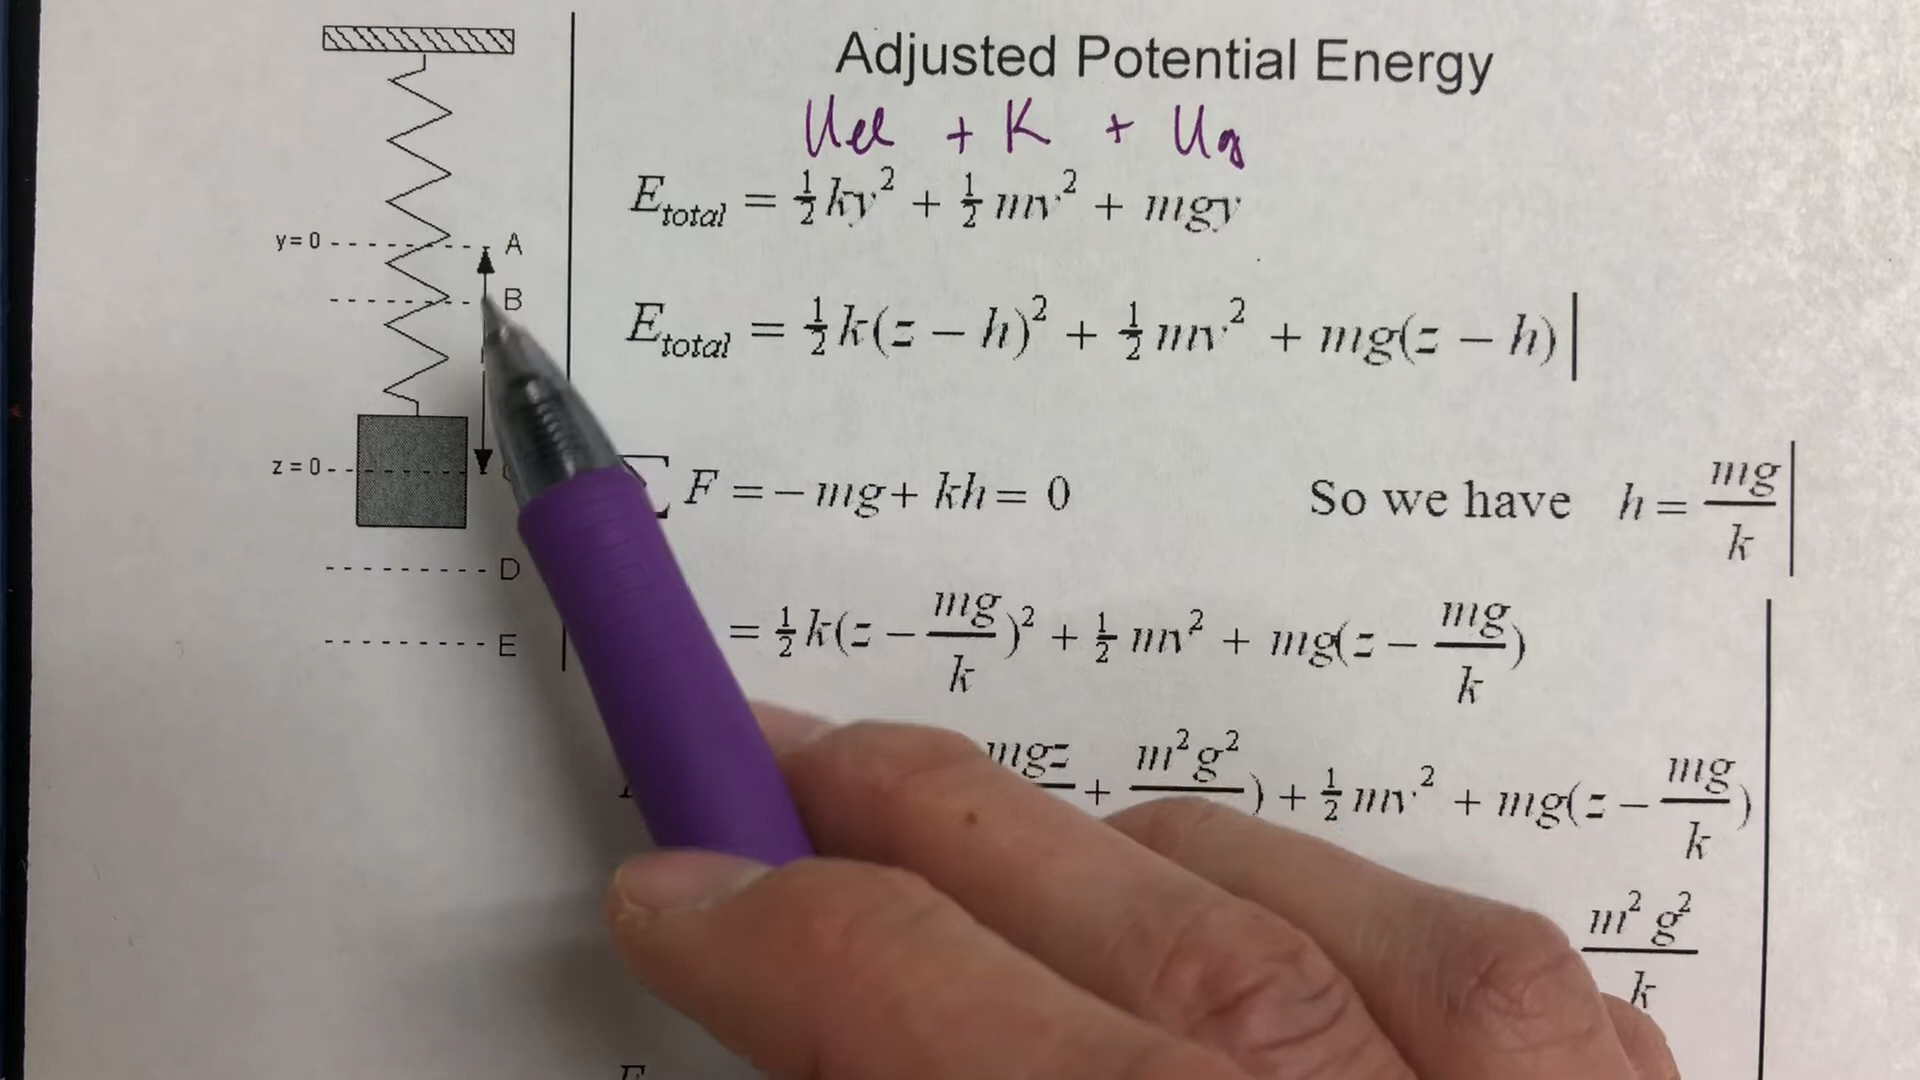 Adjusted Potential Energy
Uel + K + Ug
E_total = ½ky² + ½mv² + mgy
y=0 A
B
E_total = ½k(z − h)² + ½mv² + mg(z − h)
z=0
∑F = −mg + kh = 0 So we have h = mg/k
D
= ½k(z − mg/k)² + ½mv² + mg(z − mg/k)
E
mgz + m²g² ) + ½mv² + mg(z − mg/k)
m²g²/k